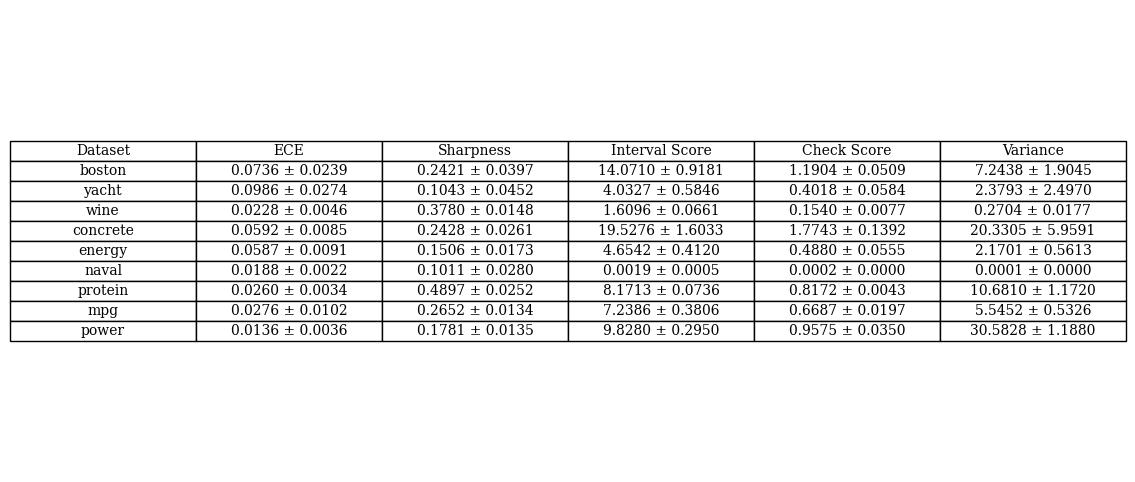 Dataset ECE Sharpness Interval Score Check Score Variance
boston 0.0736 ± 0.0239 0.2421 ± 0.0397 14.0710 ± 0.9181 1.1904 ± 0.0509 7.2438 ± 1.9045
yacht 0.0986 ± 0.0274 0.1043 ± 0.0452 4.0327 ± 0.5846 0.4018 ± 0.0584 2.3793 ± 2.4970
wine 0.0228 ± 0.0046 0.3780 ± 0.0148 1.6096 ± 0.0661 0.1540 ± 0.0077 0.2704 ± 0.0177
concrete 0.0592 ± 0.0085 0.2428 ± 0.0261 19.5276 ± 1.6033 1.7743 ± 0.1392 20.3305 ± 5.9591
energy 0.0587 ± 0.0091 0.1506 ± 0.0173 4.6542 ± 0.4120 0.4880 ± 0.0555 2.1701 ± 0.5613
naval 0.0188 ± 0.0022 0.1011 ± 0.0280 0.0019 ± 0.0005 0.0002 ± 0.0000 0.0001 ± 0.0000
protein 0.0260 ± 0.0034 0.4897 ± 0.0252 8.1713 ± 0.0736 0.8172 ± 0.0043 10.6810 ± 1.1720
mpg 0.0276 ± 0.0102 0.2652 ± 0.0134 7.2386 ± 0.3806 0.6687 ± 0.0197 5.5452 ± 0.5326
power 0.0136 ± 0.0036 0.1781 ± 0.0135 9.8280 ± 0.2950 0.9575 ± 0.0350 30.5828 ± 1.1880